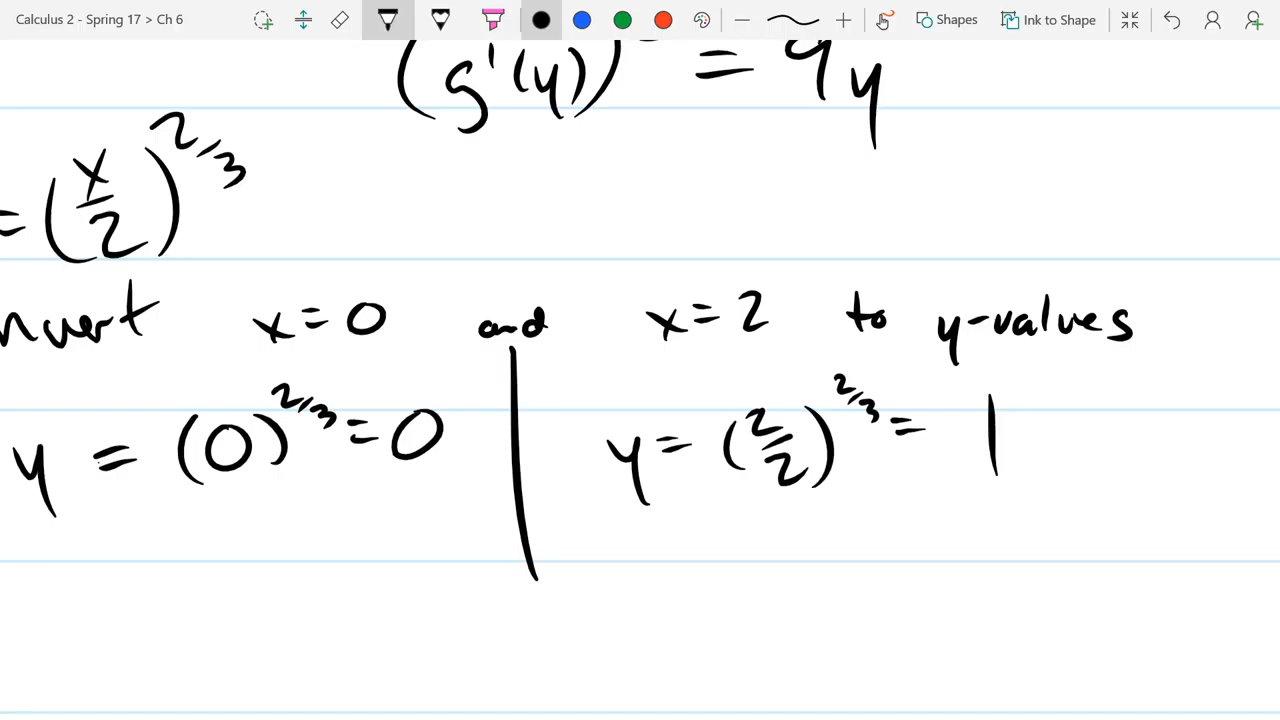 Calculus 2 - Spring 17 > Ch 6 Shapes Ink to Shape
(g'(y)) = 9y
= (x/2)^2/3
nvert x = 0 and x = 2 to y-values
y = (0)^2/3 = 0 y = (2/2)^2/3 = 1